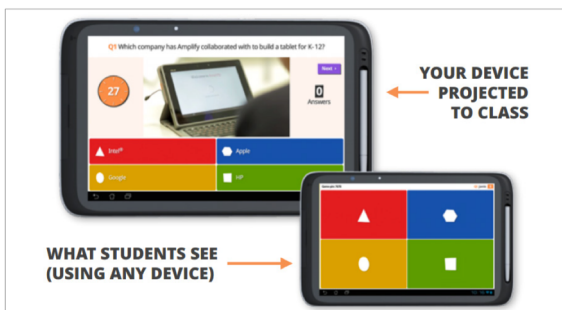 Q1 Which company has Amplify collaborated with to build a tablet for K-12?
Next ›
27
0
Answers
Intel®
Apple
Google
HP
YOUR DEVICE
PROJECTED
TO CLASS
WHAT STUDENTS SEE
(USING ANY DEVICE)